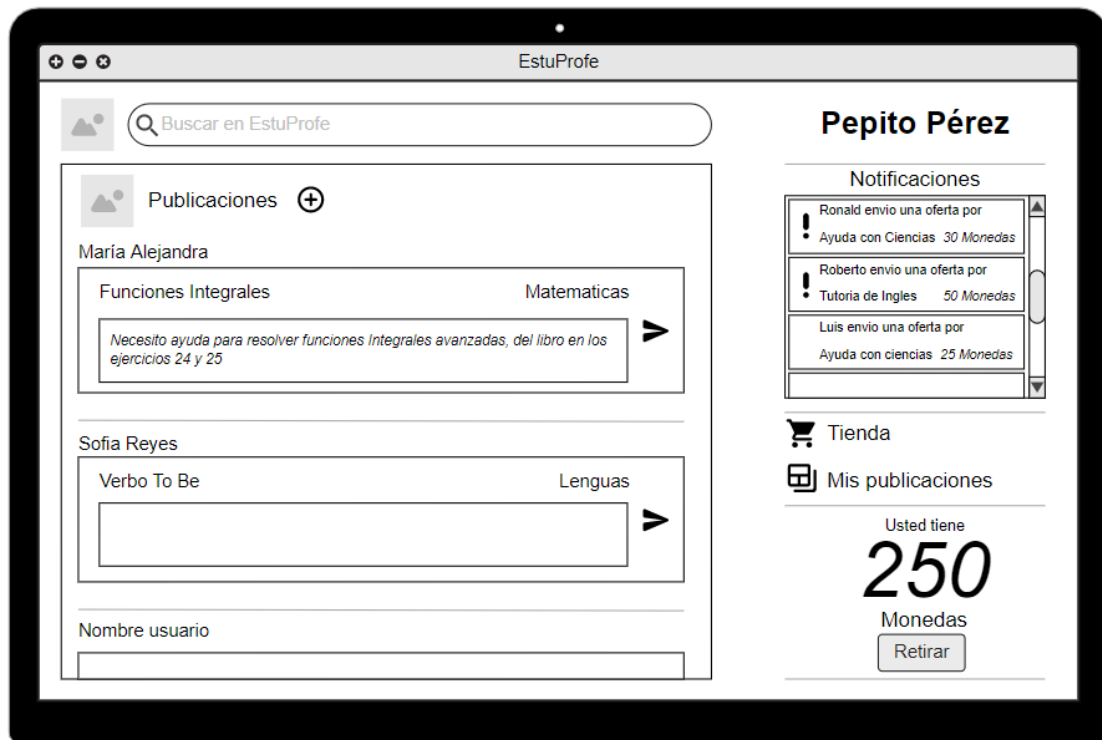 EstuProfe
Buscar en EstuProfe
Publicaciones
María Alejandra
Funciones Integrales Matematicas
Necesito ayuda para resolver funciones Integrales avanzadas, del libro en los
ejercicios 24 y 25
Sofia Reyes
Verbo To Be Lenguas
Nombre usuario
Pepito Pérez
Notificaciones
Ronald envio una oferta por
Ayuda con Ciencias 30 Monedas
Roberto envio una oferta por
Tutoria de Ingles 50 Monedas
Luis envio una oferta por
Ayuda con ciencias 25 Monedas
Tienda
Mis publicaciones
Usted tiene
250
Monedas
Retirar